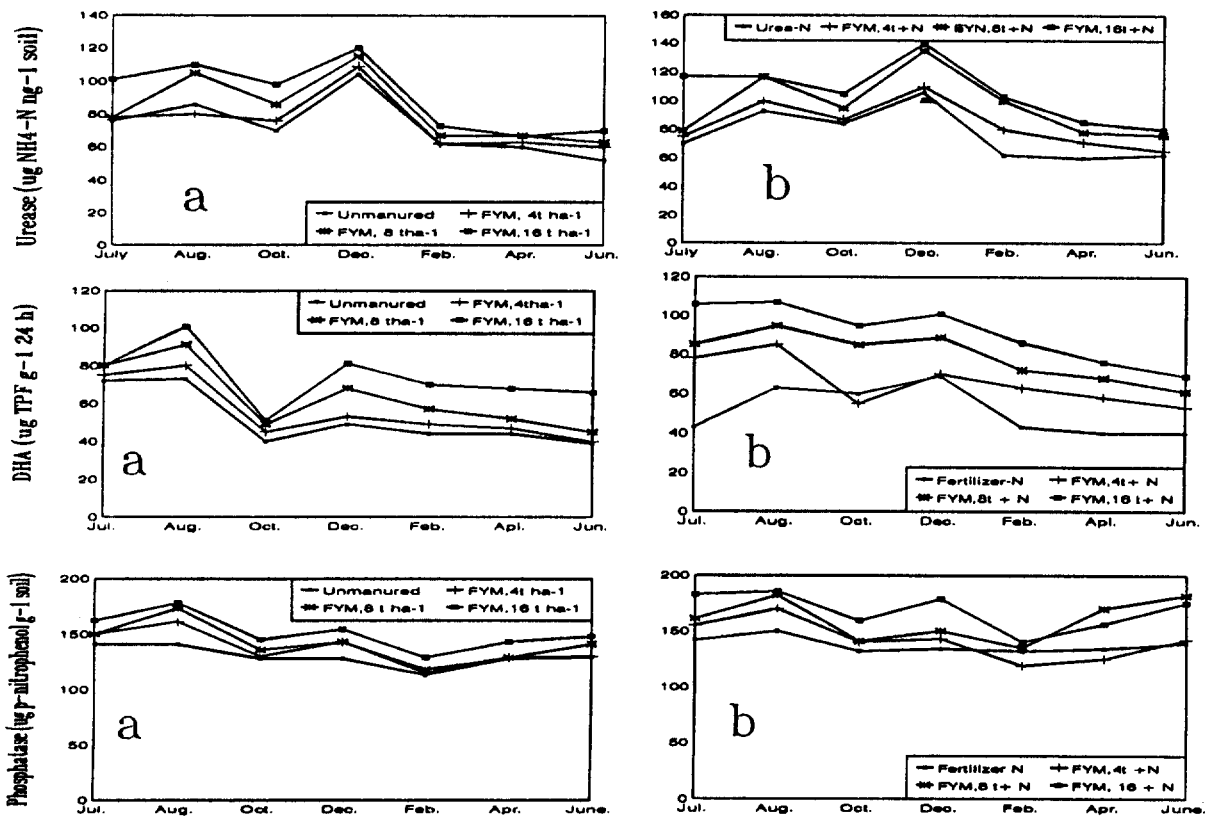 Urease (ug NH4-N ng-1 soil)
140
120
100
80
60
40
20
0
a
Unmanured FYM, 4t ha-1
FYM, 8 tha-1 FYM, 16 t ha-1
July Aug. Oct. Dec. Feb. Apr. Jun.
160
140
120
100
80
60
40
20
0
Urea-N FYM,4t+N SYN,8t+N FYM,16t+N
b
July Aug. Oct. Dec. Feb. Apr. Jun.
DHA (ug TPF g-1 24 h)
120
100
80
60
40
20
0
Unmanured FYM,4tha-1
FYM,8 tha-1 FYM,16 t ha-1
a
Jul. Aug. Oct. Dec. Feb. Apl. Jun.
120
100
80
60
40
20
0
b
Fertilizer-N FYM,4t+ N
FYM,8t + N FYM,16 t+ N
Jul. Aug. Oct. Dec. Feb. Apl. Jun.
Phosphatase (ug p-nitrophenol g-1 soil)
200
150
100
50
0
Unmanured FYM,4t ha-1
FYM,8 t ha-1 FYM,16 t ha-1
a
Jul. Aug. Oct. Dec. Feb. Apr. June.
200
150
100
50
0
b
Fertilizer N FYM,4t +N
FYM,8 t+ N FYM, 16 + N
Jul. Aug. Oct. Dec. Feb. Apr. June.